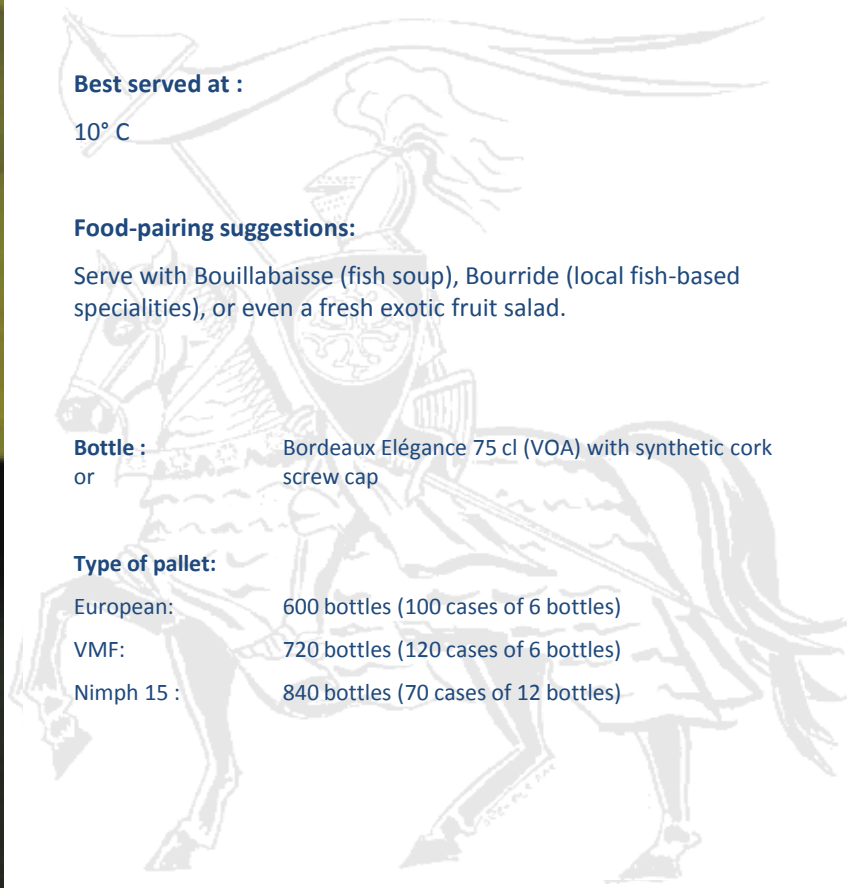 Best served at :
10° C
Food-pairing suggestions:
Serve with Bouillabaisse (fish soup), Bourride (local fish-based
specialities), or even a fresh exotic fruit salad.
Bottle : Bordeaux Elégance 75 cl (VOA) with synthetic cork
or screw cap
Type of pallet:
European: 600 bottles (100 cases of 6 bottles)
VMF: 720 bottles (120 cases of 6 bottles)
Nimph 15 : 840 bottles (70 cases of 12 bottles)